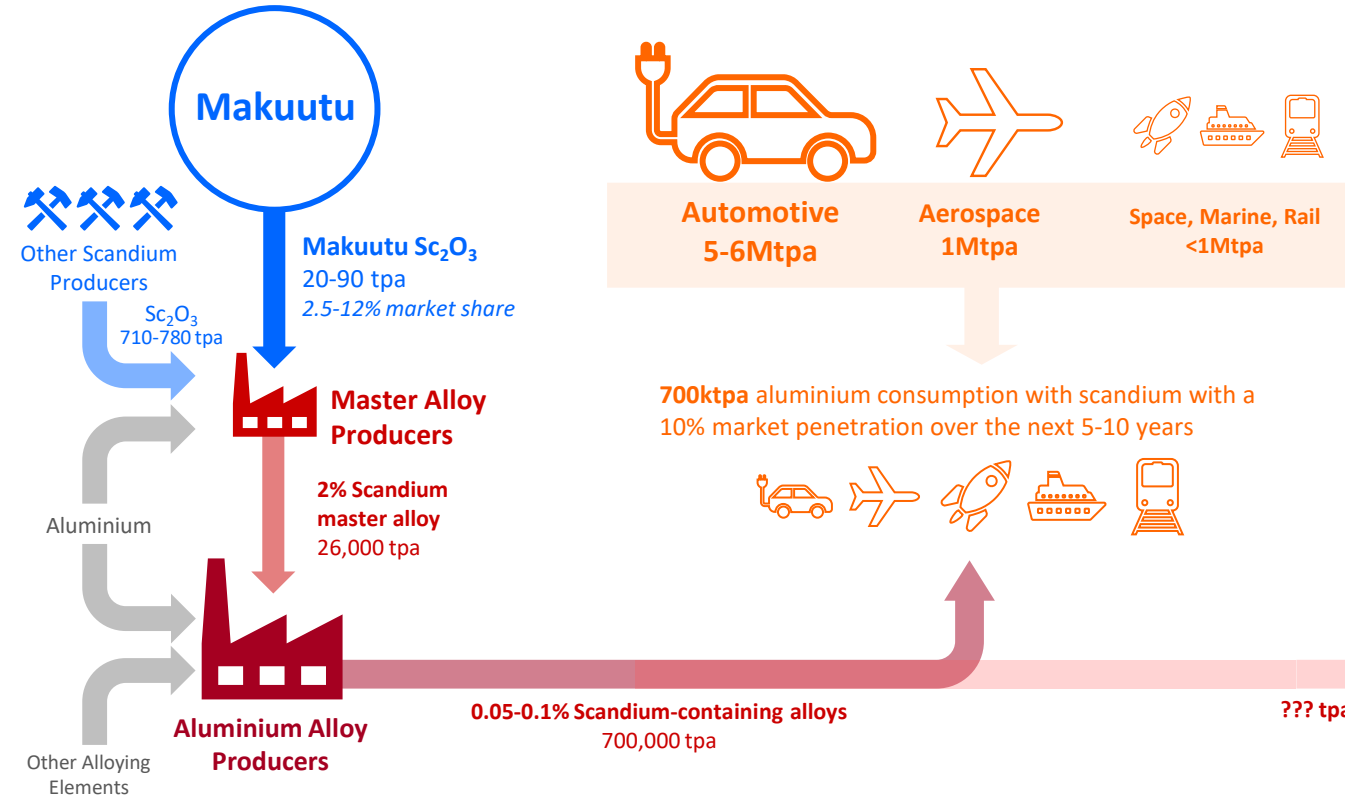 Makuutu
Other Scandium
Producers
Sc₂O₃
710-780 tpa
Makuutu Sc₂O₃
20-90 tpa
2.5-12% market share
Master Alloy
Producers
2% Scandium
master alloy
26,000 tpa
Aluminium
Aluminium Alloy
Producers
Other Alloying
Elements
Automotive
5-6Mtpa
Aerospace
1Mtpa
Space, Marine, Rail
<1Mtpa
700ktpa aluminium consumption with scandium with a
10% market penetration over the next 5-10 years
0.05-0.1% Scandium-containing alloys
700,000 tpa
??? tpa